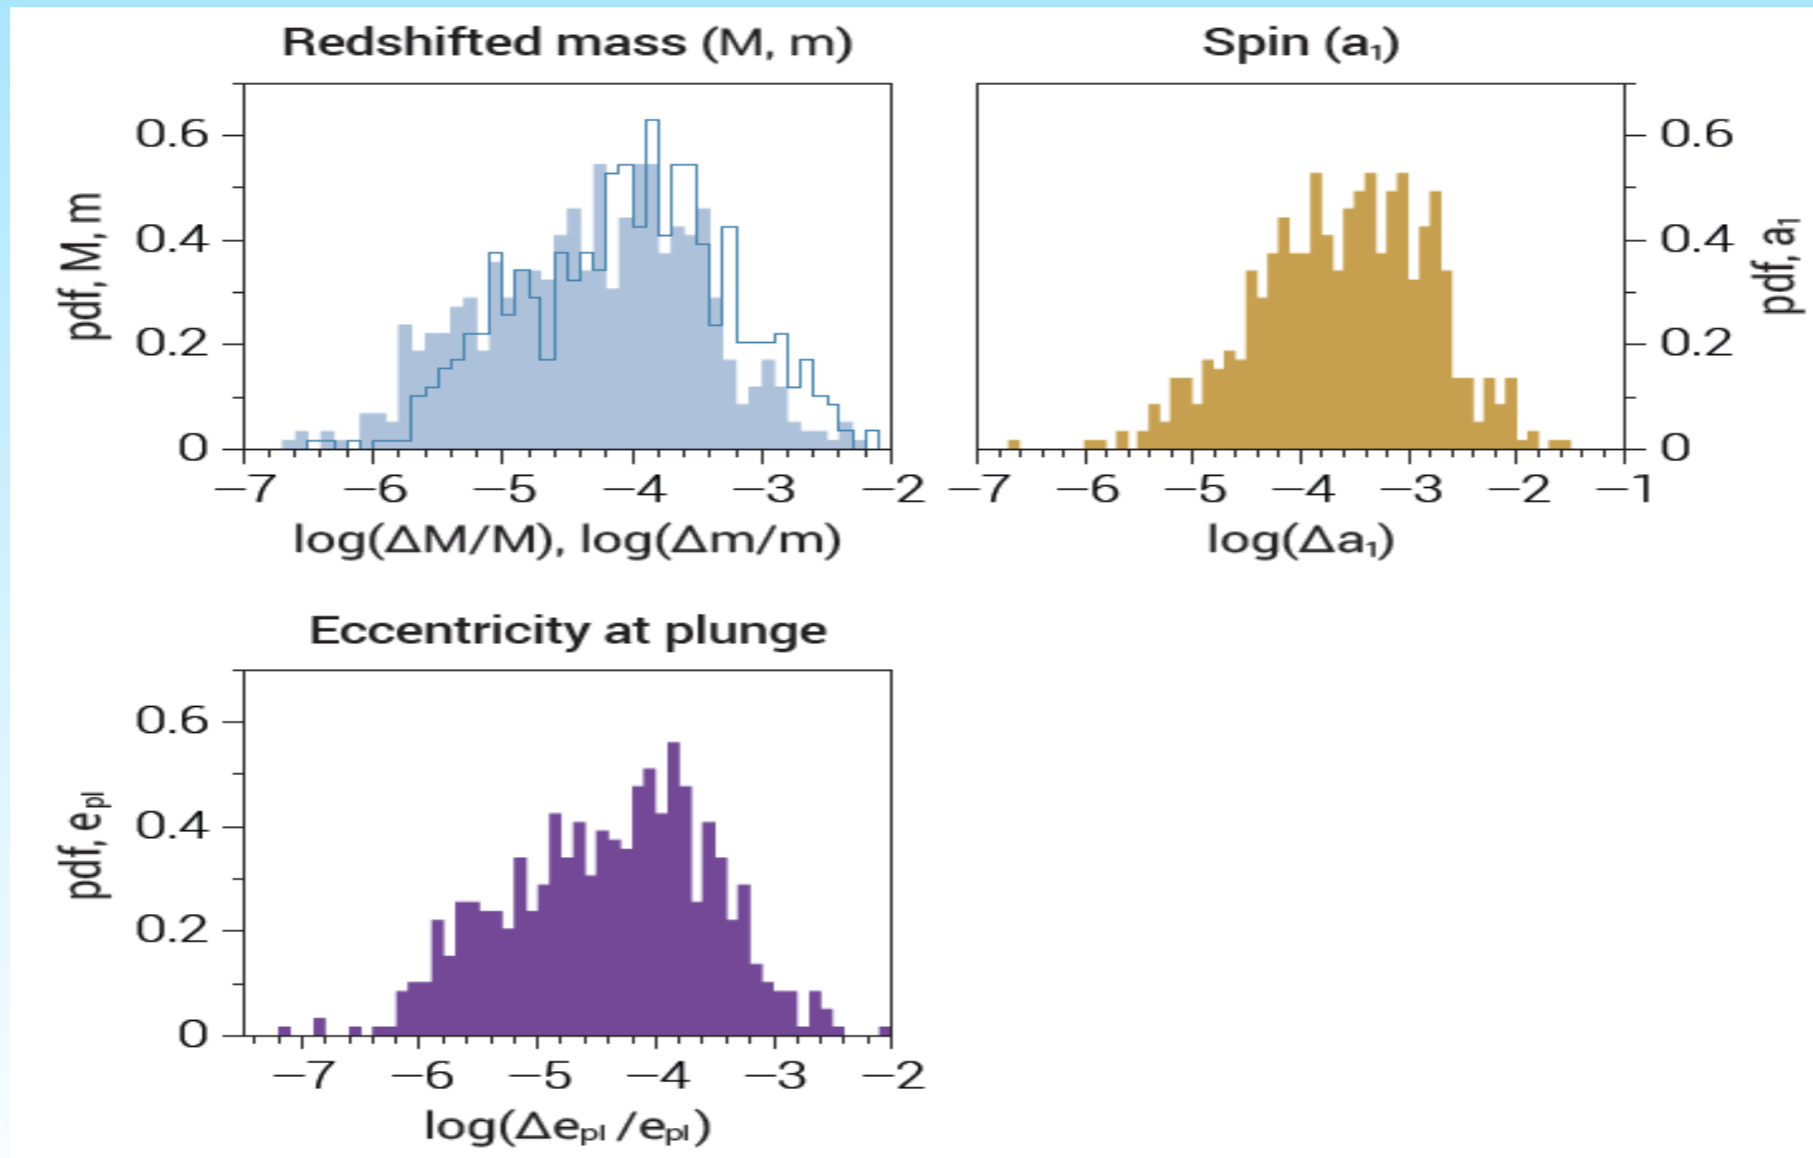 Redshifted mass (M, m)
pdf, M, m
0.6
0.4
0.2
0
−7 −6 −5 −4 −3 −2
log(ΔM/M), log(Δm/m)
Spin (a₁)
0.6
0.4
0.2
0
pdf, a₁
−7 −6 −5 −4 −3 −2 −1
log(Δa₁)
Eccentricity at plunge
pdf, eₚₗ
0.6
0.4
0.2
0
−7 −6 −5 −4 −3 −2
log(Δeₚₗ /eₚₗ)